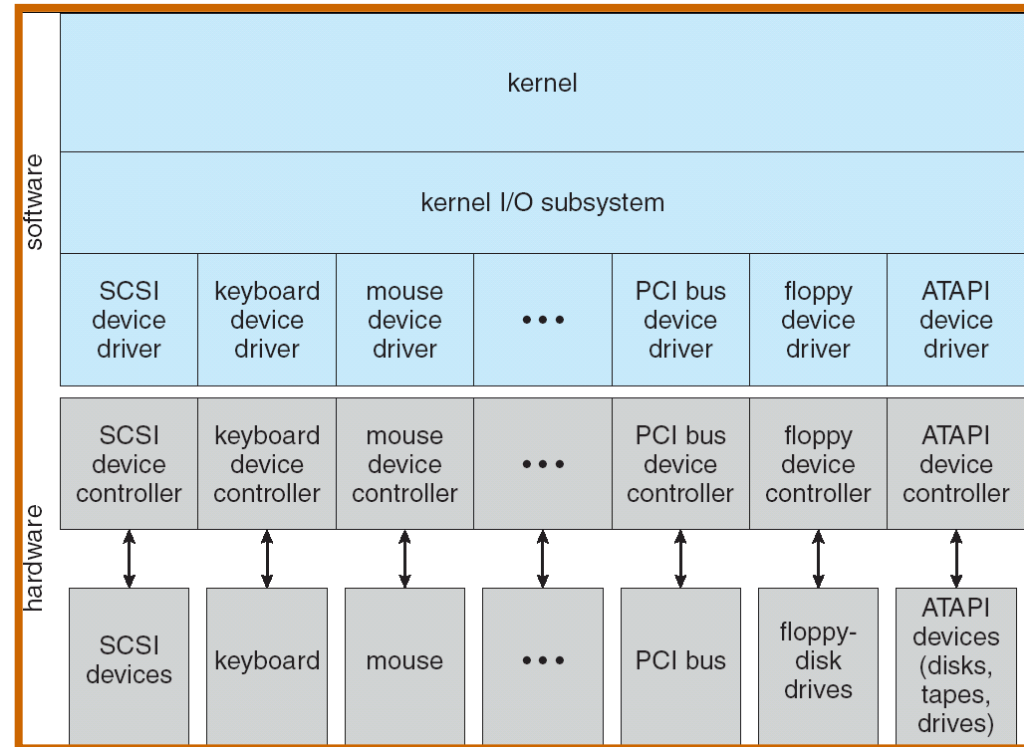 software
kernel
kernel I/O subsystem
SCSI
device
driver
keyboard
device
driver
mouse
device
driver
•••
PCI bus
device
driver
floppy
device
driver
ATAPI
device
driver
hardware
SCSI
device
controller
keyboard
device
controller
mouse
device
controller
•••
PCI bus
device
controller
floppy
device
controller
ATAPI
device
controller
SCSI
devices
keyboard
mouse
•••
PCI bus
floppy-
disk
drives
ATAPI
devices
(disks,
tapes,
drives)